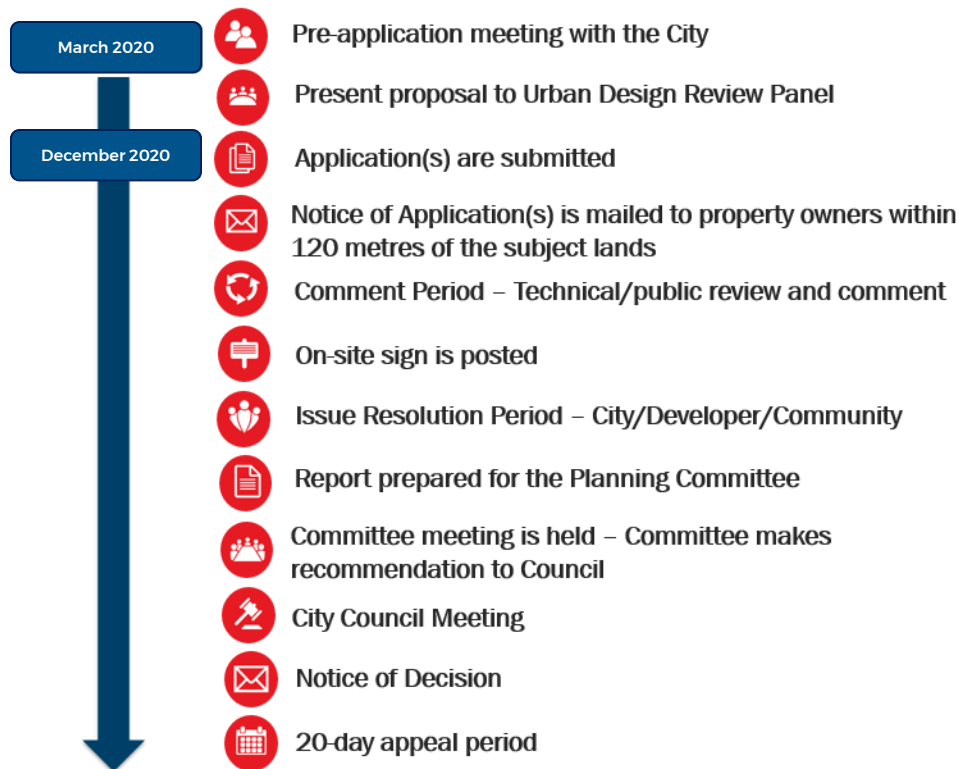 March 2020
Pre-application meeting with the City
Present proposal to Urban Design Review Panel
December 2020
Application(s) are submitted
Notice of Application(s) is mailed to property owners within
120 metres of the subject lands
Comment Period – Technical/public review and comment
On-site sign is posted
Issue Resolution Period – City/Developer/Community
Report prepared for the Planning Committee
Committee meeting is held – Committee makes
recommendation to Council
City Council Meeting
Notice of Decision
20-day appeal period